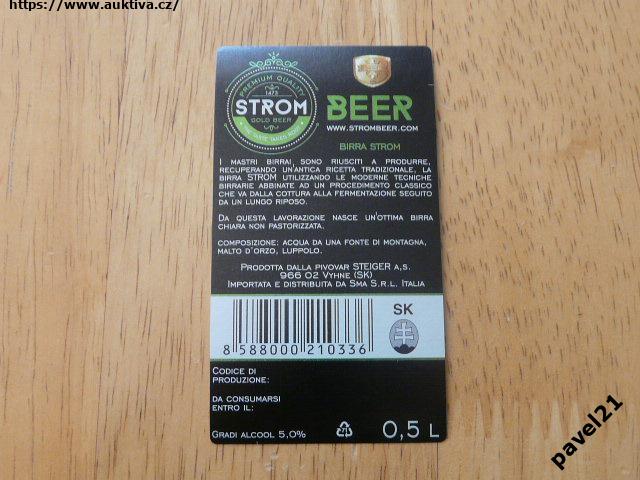 https://www.auktiva.cz/
PREMIUM QUALITY
1473
STROM
GOLD BEER
BEER
WWW.STROMBEER.COM
BIRRA STROM
I MASTRI BIRRAI SONO RIUSCITI A PRODURRE,
RECUPERANDO UN'ANTICA RICETTA TRADIZIONALE, LA
BIRRA STROM UTILIZZANDO LE MODERNE TECNICHE
BIRRARIE ABBINATE AD UN PROCEDIMENTO CLASSICO
CHE VA DALLA COTTURA ALLA FERMENTAZIONE SEGUITO
DA UN LUNGO RIPOSO.
DA QUESTA LAVORAZIONE NASCE UN'OTTIMA BIRRA
CHIARA NON PASTORIZZATA.
COMPOSIZIONE: ACQUA DA UNA FONTE DI MONTAGNA,
MALTO D'ORZO, LUPPOLO.
PRODOTTA DALLA PIVOVAR STEIGER A.S.
966 02 VYHNE (SK)
IMPORTATA E DISTRIBUITA DA SMA S.R.L. ITALIA
SK
8 588000 210336
CODICE DI
PRODUZIONE:
DA CONSUMARSI
ENTRO IL:
GRADI ALCOOL 5,0%
71
0,5 L
pavel21